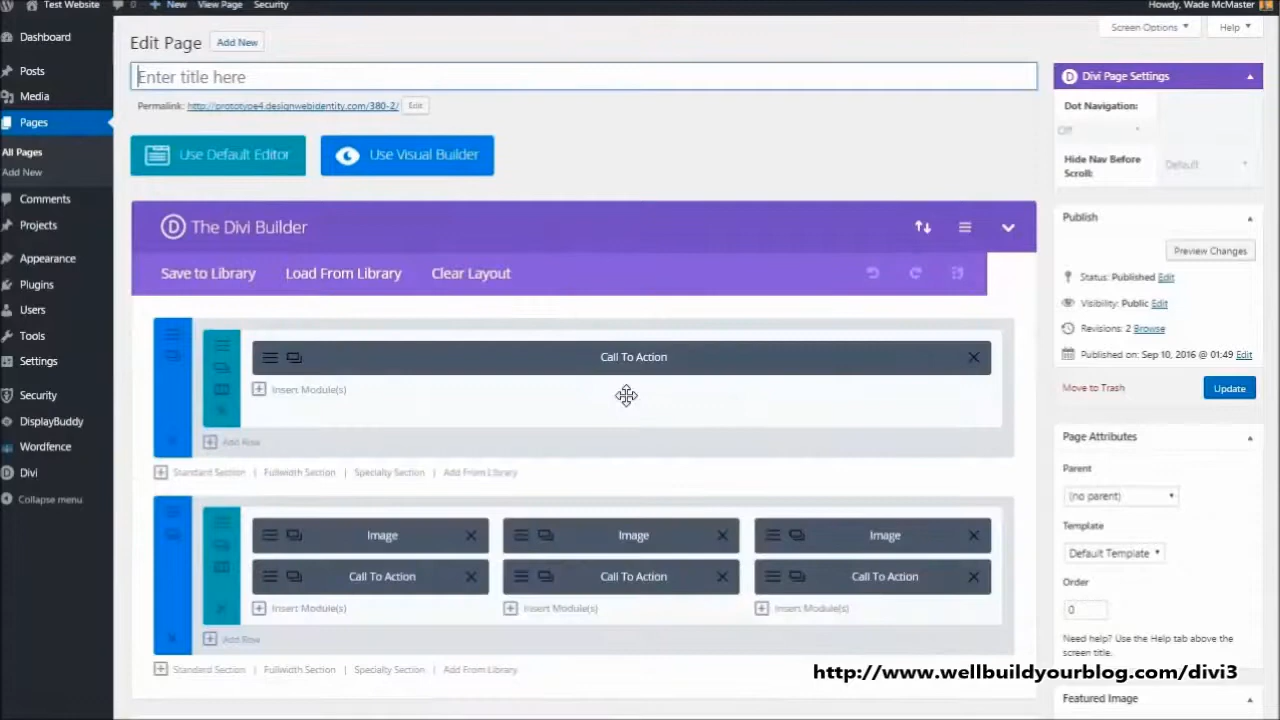 Test Website 0 New View Page Security Howdy, Wade McMaster
Dashboard
Posts
Media
Pages
All Pages
Add New
Comments
Projects
Appearance
Plugins
Users
Tools
Settings
Security
DisplayBuddy
Wordfence
Divi
Collapse menu
Screen Options Help
Edit Page Add New
Enter title here
Permalink: http://prototype4.designwebidentity.com/380-2/ Edit
Use Default Editor Use Visual Builder
The Divi Builder
Save to Library Load From Library Clear Layout
Call To Action
Insert Module(s)
Add Row
Standard Section | Fullwidth Section | Specialty Section | Add From Library
Image Image Image
Call To Action Call To Action Call To Action
Insert Module(s) Insert Module(s) Insert Module(s)
Add Row
Standard Section | Fullwidth Section | Specialty Section | Add From Library
Divi Page Settings
Dot Navigation:
Off
Hide Nav Before
Scroll:
Default
Publish
Preview Changes
Status: Published Edit
Visibility: Public Edit
Revisions: 2 Browse
Published on: Sep 10, 2016 @ 01:49 Edit
Move to Trash Update
Page Attributes
Parent
(no parent)
Template
Default Template
Order
0
Need help? Use the Help tab above the
screen title.
Featured Image
http://www.wellbuildyourblog.com/divi3